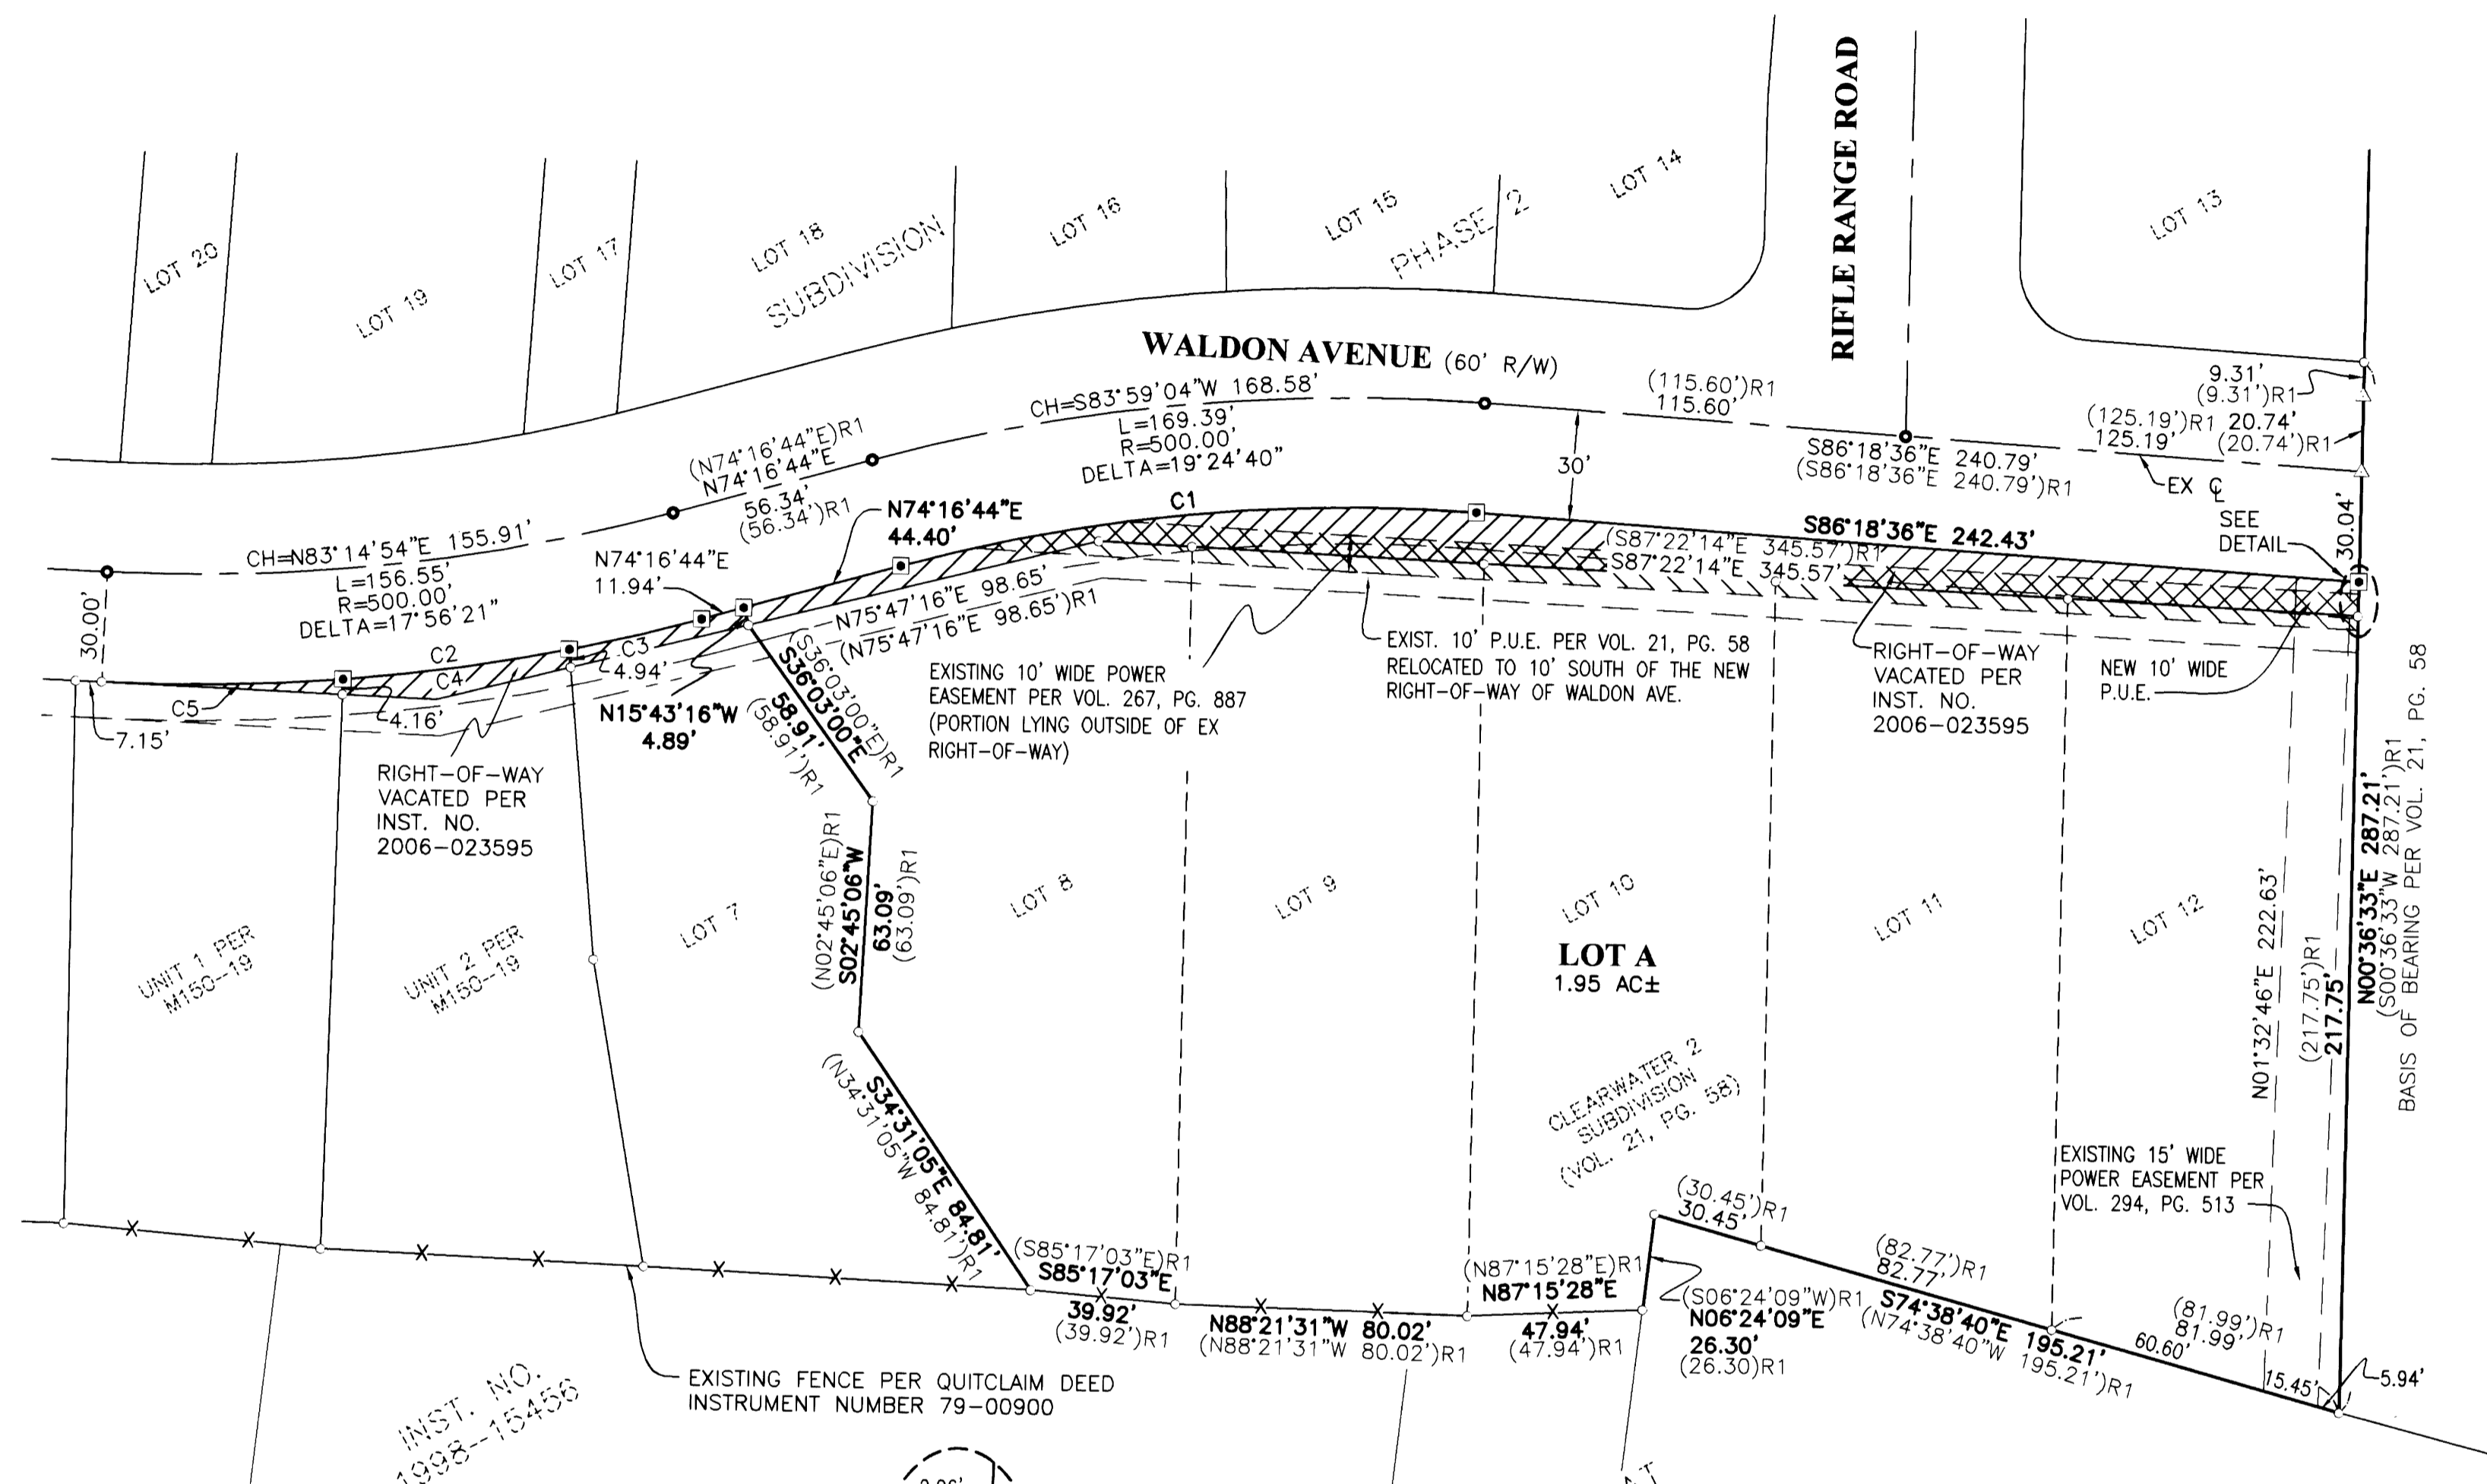 LOT 20
LOT 19
LOT 17
LOT 18
SUBDIVISION
LOT 16
LOT 15
PHASE 2
LOT 14
RIFLE RANGE ROAD
LOT 13
WALDON AVENUE (60' R/W)
CH=S83°59'04"W 168.58'
L=169.39'
R=500.00'
DELTA=19°24'40"
(115.60')R1
115.60'
9.31'
(9.31')R1
(125.19')R1 20.74'
125.19' (20.74')R1
S86°18'36"E 240.79'
(S86°18'36"E 240.79')R1
EX ℄
SEE
DETAIL
30.04'
30'
(N74°16'44"E)R1
N74°16'44"E
56.34'
(56.34')R1
CH=N83°14'54"E 155.91'
L=156.55'
R=500.00'
DELTA=17°56'21"
30.00'
N74°16'44"E
11.94'
N74°16'44"E
44.40'
C1
S86°18'36"E 242.43'
(S87°22'14"E 345.57')R1
S87°22'14"E 345.57'
N75°47'16"E 98.65'
(N75°47'16"E 98.65')R1
C2
C3
C4
C5
4.94'
4.16'
7.15'
N15°43'16"W
4.89'
(S36°03'00"E)R1
S36°03'00"E
58.91'
(58.91')R1
EXISTING 10' WIDE POWER
EASEMENT PER VOL. 267, PG. 887
(PORTION LYING OUTSIDE OF EX
RIGHT-OF-WAY)
EXIST. 10' P.U.E. PER VOL. 21, PG. 58
RELOCATED TO 10' SOUTH OF THE NEW
RIGHT-OF-WAY OF WALDON AVE.
RIGHT-OF-WAY
VACATED PER
INST. NO.
2006-023595
NEW 10' WIDE
P.U.E.
RIGHT-OF-WAY
VACATED PER
INST. NO.
2006-023595
N00°36'33"E 287.21'
(S00°36'33"W 287.21')R1
BASIS OF BEARING PER VOL. 21, PG. 58
UNIT 1 PER
M150--19
UNIT 2 PER
M150--19
LOT 7
(N02°45'06"E)R1
S02°45'06"W
63.09'
(63.09')R1
LOT 8
LOT 9
LOT 10
LOT 11
LOT 12
LOT A
1.95 AC±
N01°32'46"E 222.63'
(217.75')R1
217.75'
CLEARWATER 2
SUBDIVISION
(VOL. 21, PG. 58)
S34°31'05"E 84.81'
(N34°31'05"W 84.81')R1
EXISTING 15' WIDE
POWER EASEMENT PER
VOL. 294, PG. 513
(30.45')R1
30.45'
(82.77')R1
82.77'
S74°38'40"E 195.21'
(N74°38'40"W 195.21')R1
(81.99')R1
81.99'
60.60'
15.45'
5.94'
(S85°17'03"E)R1
S85°17'03"E
39.92'
(39.92')R1
N88°21'31"W 80.02'
(N88°21'31"W 80.02')R1
(N87°15'28"E)R1
N87°15'28"E
47.94'
(47.94')R1
(S06°24'09"W)R1
N06°24'09"E
26.30'
(26.30)R1
EXISTING FENCE PER QUITCLAIM DEED
INSTRUMENT NUMBER 79-00900
INST. NO.
1998--15456